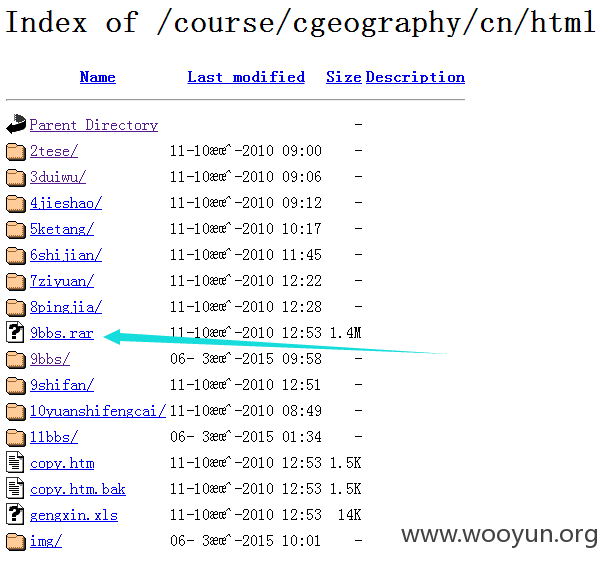 Index of /course/cgeography/cn/html
Name Last modified Size Description
Parent Directory -
2tese/ 11-10æœˆ-2010 09:00 -
3duiwu/ 11-10æœˆ-2010 09:06 -
4jieshao/ 11-10æœˆ-2010 09:12 -
5ketang/ 11-10æœˆ-2010 10:17 -
6shijian/ 11-10æœˆ-2010 11:45 -
7ziyuan/ 11-10æœˆ-2010 12:22 -
8pingjia/ 11-10æœˆ-2010 12:28 -
9bbs.rar 11-10æœˆ-2010 12:53 1.4M
9bbs/ 06- 3æœˆ-2015 09:58 -
9shifan/ 11-10æœˆ-2010 12:51 -
10yuanshifengcai/ 11-10æœˆ-2010 08:49 -
11bbs/ 06- 3æœˆ-2015 01:34 -
copy.htm 11-10æœˆ-2010 12:53 1.5K
copy.htm.bak 11-10æœˆ-2010 12:53 1.5K
gengxin.xls 11-10æœˆ-2010 12:53 14K
img/ 06- 3æœˆ-2015 10:01 -
www.wooyun.org